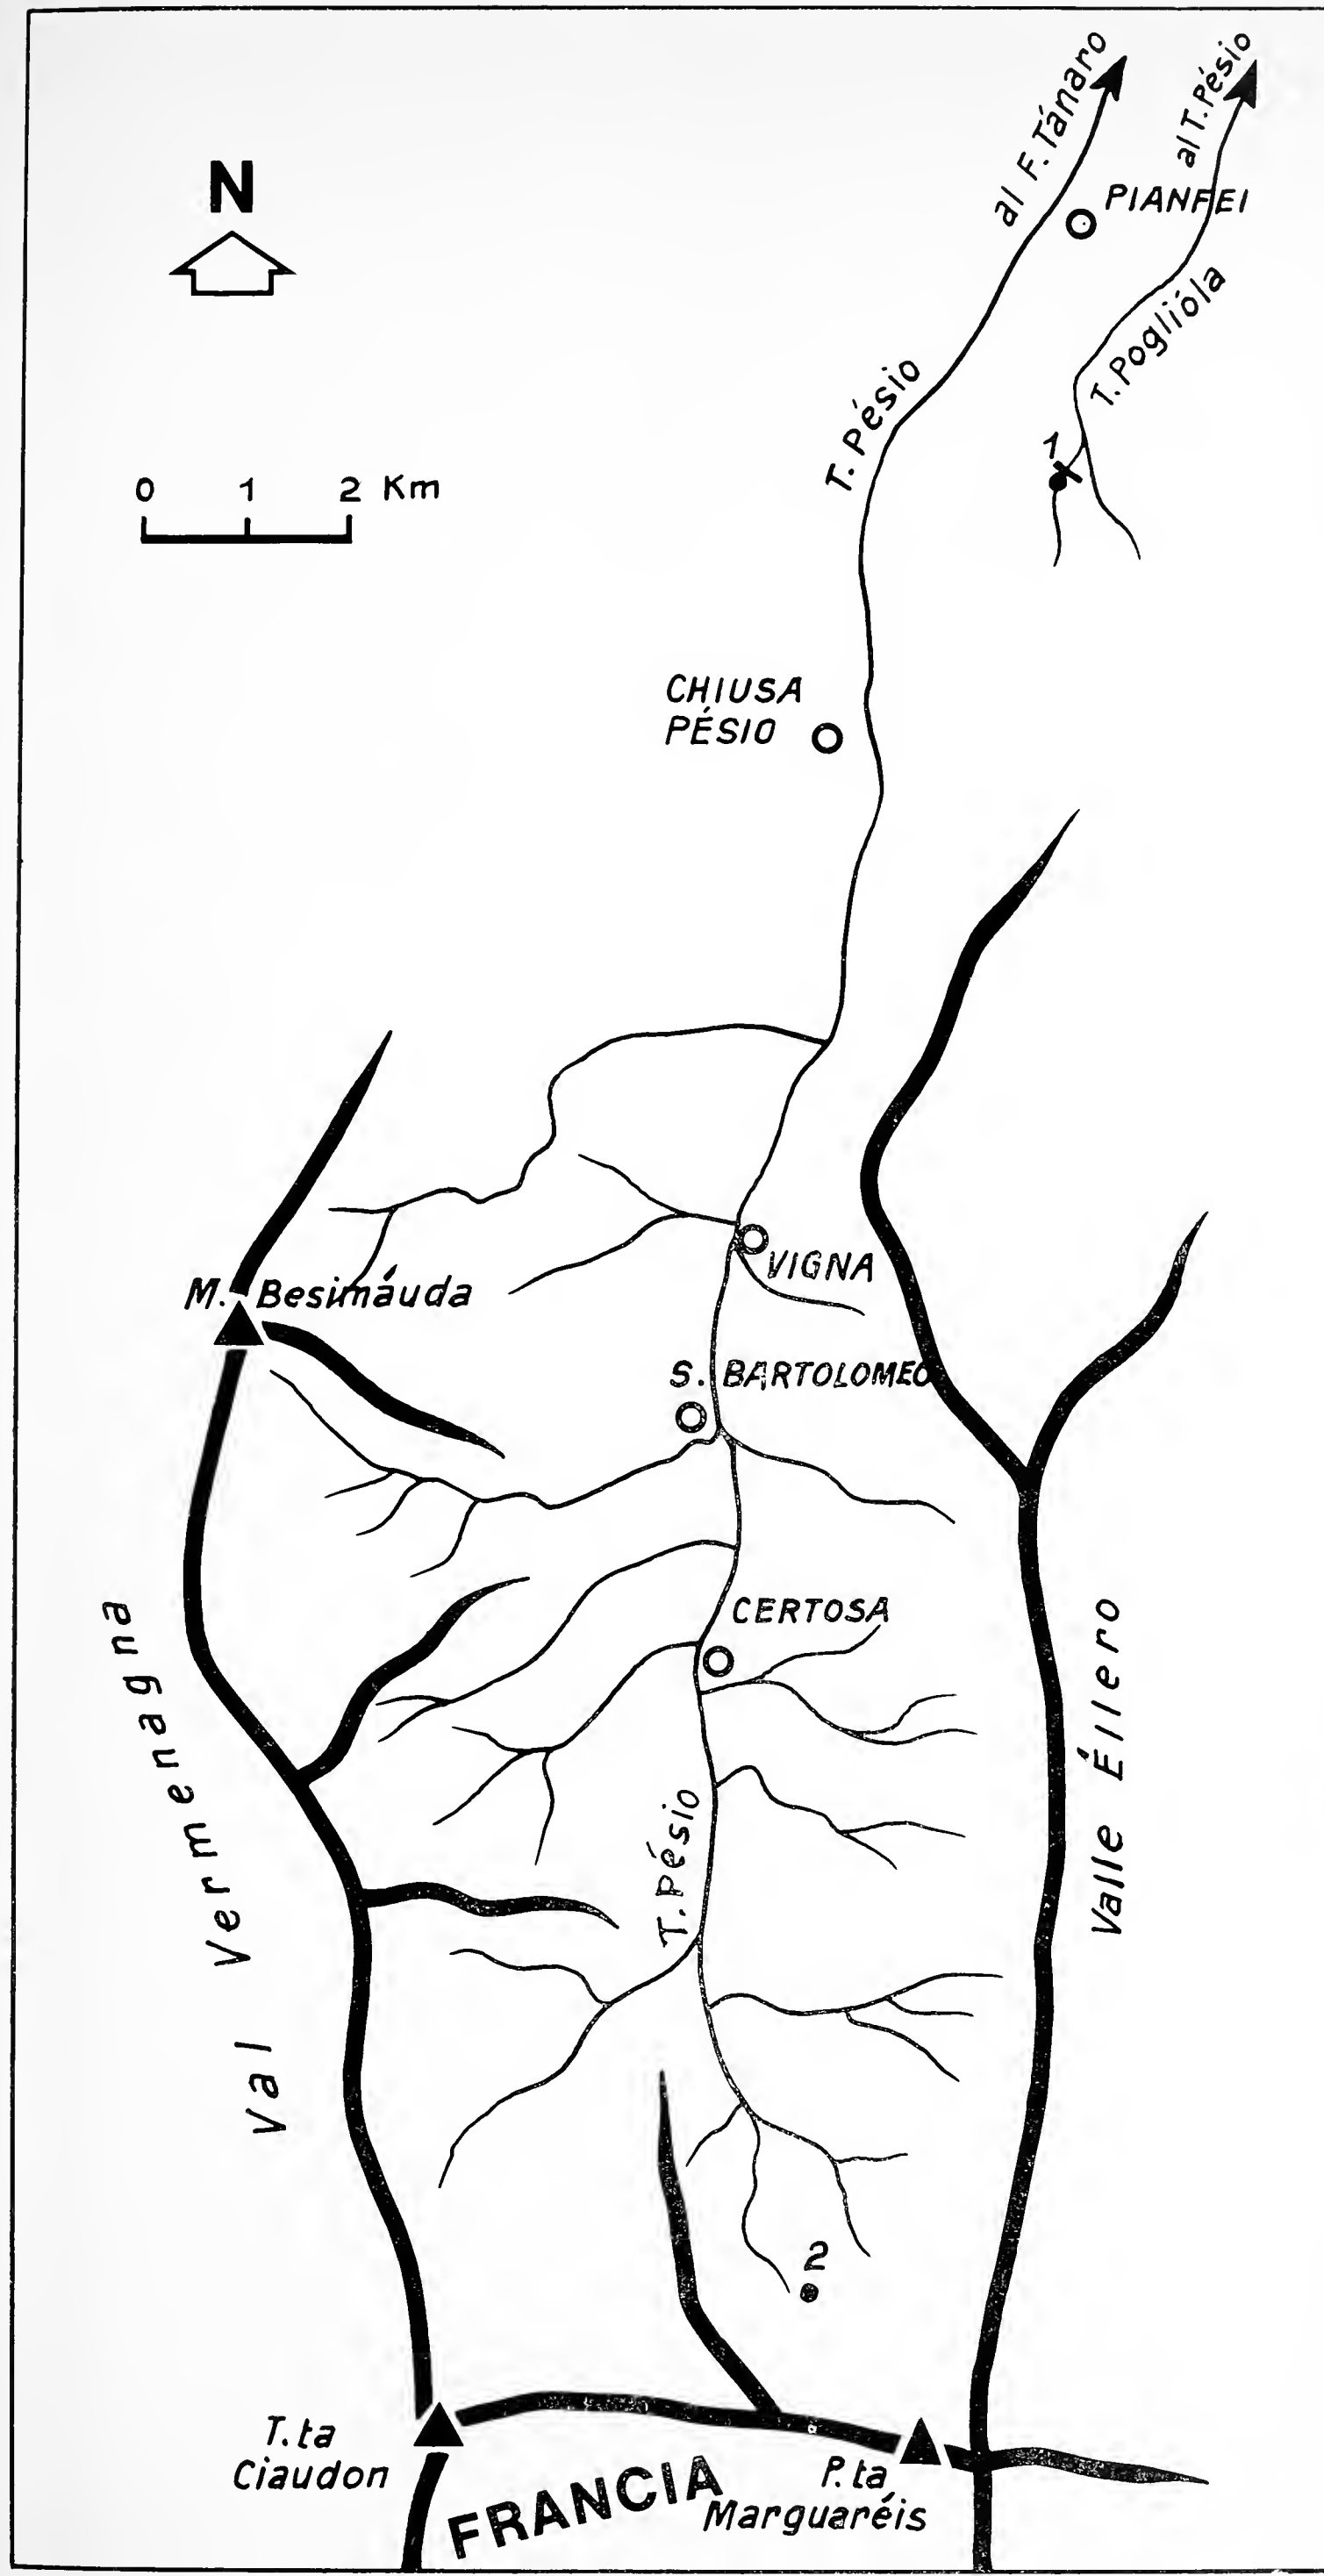 al F. Tánaro
al T. Pésio
N
PIANFEI
T. Pogliόla
T. Pésio
1
0 1 2 Km
CHIUSA
PÉSIO
VIGNA
M. Besimáuda
S. BARTOLOMEO
CERTOSA
Val Vermenagna
Valle Éllero
T. Pésio
2
T.ta
Ciaudon
FRANCIA
P.ta
Marguaréis